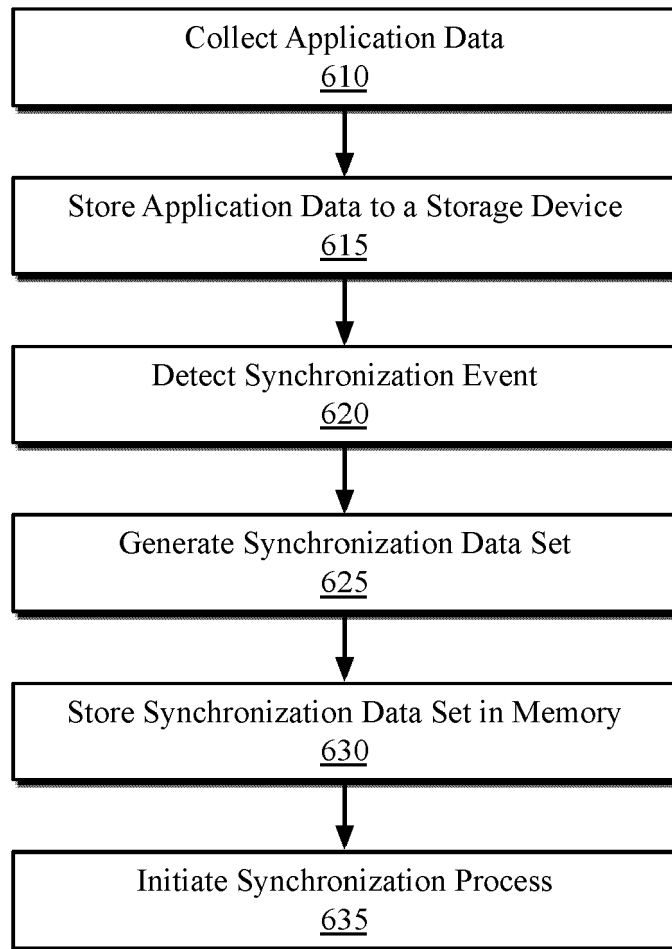 Collect Application Data
610
Store Application Data to a Storage Device
615
Detect Synchronization Event
620
Generate Synchronization Data Set
625
Store Synchronization Data Set in Memory
630
Initiate Synchronization Process
635